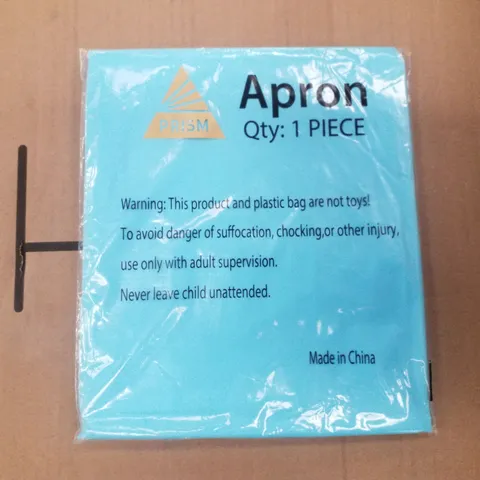 PRISM
Apron
Qty: 1 PIECE
Warning: This product and plastic bag are not toys!
To avoid danger of suffocation, chocking,or other injury,
use only with adult supervision.
Never leave child unattended.
Made in China